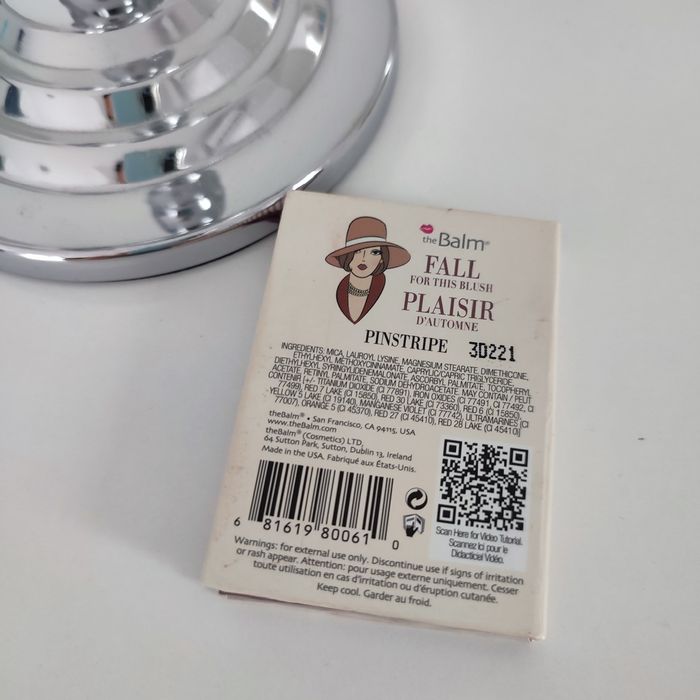 theBalm®
FALL
FOR THIS BLUSH
PLAISIR
D'AUTOMNE
PINSTRIPE 3D221
INGREDIENTS: MICA, LAUROYL LYSINE, MAGNESIUM STEARATE, DIMETHICONE,
ETHYLHEXYL METHOXYCINNAMATE, CAPRYLIC/CAPRIC TRIGLYCERIDE,
DIETHYLHEXYL SYRINGYLIDENEMALONATE, ASCORBYL PALMITATE, TOCOPHERYL
ACETATE, RETINYL PALMITATE, SODIUM DEHYDROACETATE. MAY CONTAIN / PEUT
CONTENIR [+/- TITANIUM DIOXIDE (CI 77891), IRON OXIDES (CI 77491, CI 77492, CI
77499), RED 7 LAKE (CI 15850), RED 30 LAKE (CI 73360), RED 6 (CI 15850),
YELLOW 5 LAKE (CI 19140), MANGANESE VIOLET (CI 77742), ULTRAMARINES (CI
77007), ORANGE 5 (CI 45370), RED 27 (CI 45410), RED 28 LAKE (CI 45410)]
theBalm® • San Francisco, CA 94115, USA
www.theBalm.com
theBalm® (Cosmetics) LTD,
64 Sutton Park, Sutton, Dublin 13, Ireland
Made in the USA. Fabriqué aux États-Unis.
6 81619 80061 0
Scan Here for Video Tutorial.
Scannez Ici pour le
Didacticiel Vidéo.
Warnings: for external use only. Discontinue use if signs of irritation
or rash appear. Attention: pour usage externe uniquement. Cesser
toute utilisation en cas d'irritation ou d'éruption cutanée.
Keep cool. Garder au froid.